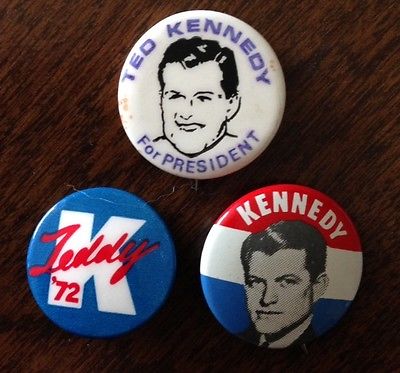 TED KENNEDY
For PRESIDENT
K
Teddy
'72
KENNEDY